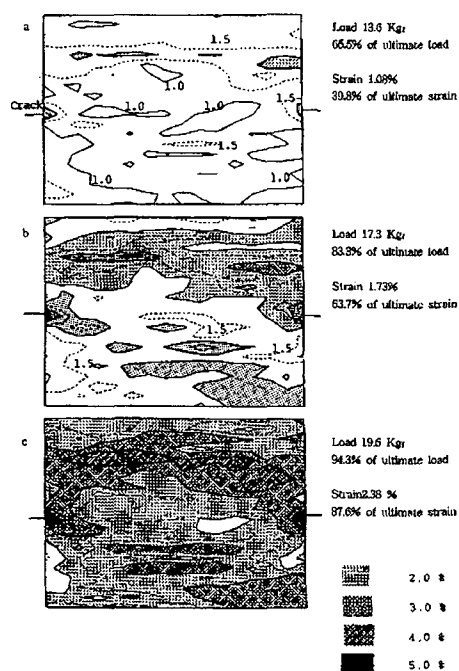 a
1.5
Load 13.6 Kgf
65.5% of ultimate load
Strain 1.08%
39.8% of ultimate strain
1.0
1.5
Crack
1.0
1.0
1.5
1.0
1.0
b
Load 17.3 Kgf
83.3% of ultimate load
Strain 1.73%
63.7% of ultimate strain
1.5
1.5
1.5
c
Load 19.6 Kgf
94.3% of ultimate load
Strain2.38 %
87.6% of ultimate strain
2.0 %
3.0 %
4.0 %
5.0 %